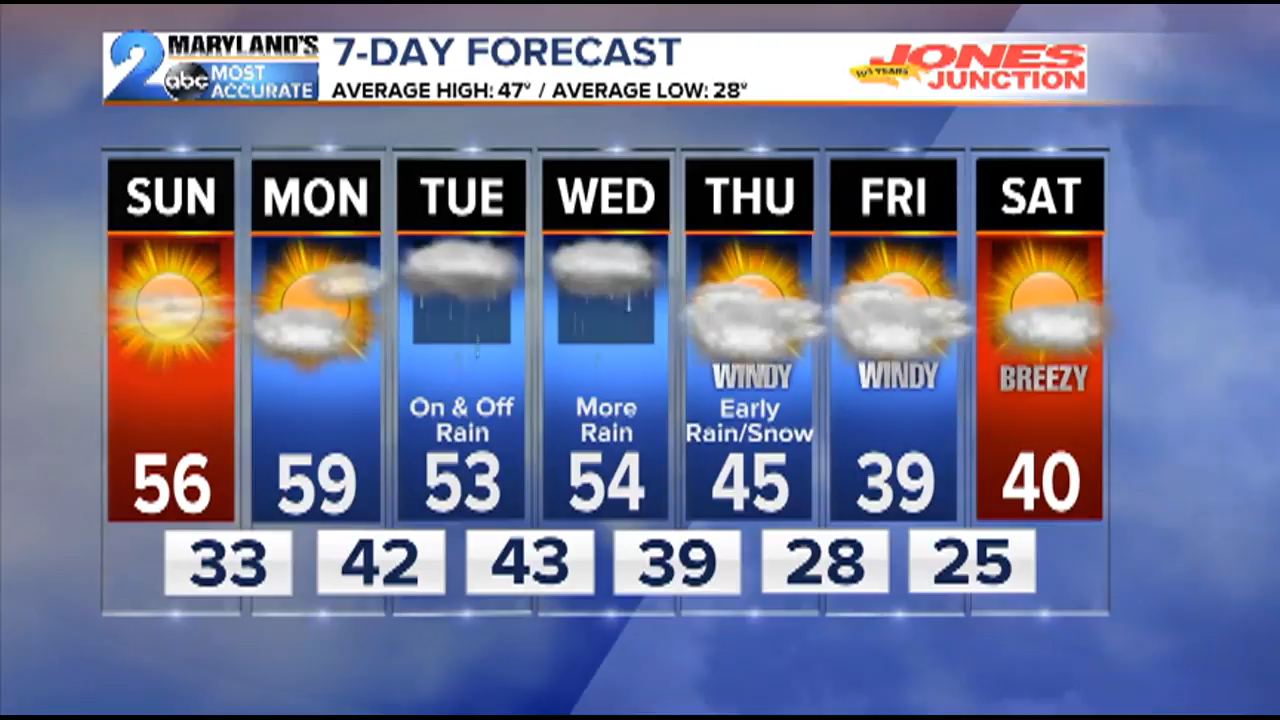 2 MARYLAND'S
abc MOST
ACCURATE
7-DAY FORECAST
AVERAGE HIGH: 47° / AVERAGE LOW: 28°
JONES
JUNCTION
103 YEARS
SUN MON TUE WED THU FRI SAT
WINDY WINDY BREEZY
On & Off
Rain
More
Rain
Early
Rain/Snow
56 59 53 54 45 39 40
33 42 43 39 28 25